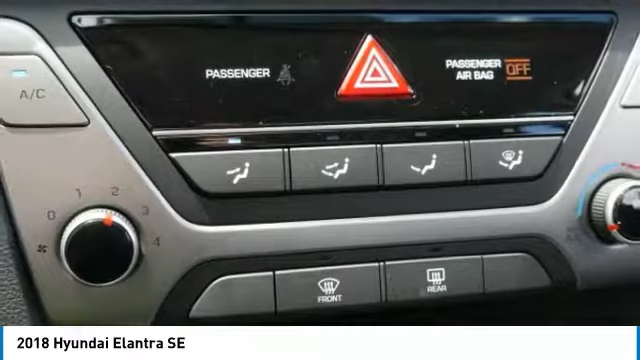 PASSENGER
PASSENGER
AIR BAG OFF
A/C
0 1 2 3 4
FRONT
REAR
2018 Hyundai Elantra SE